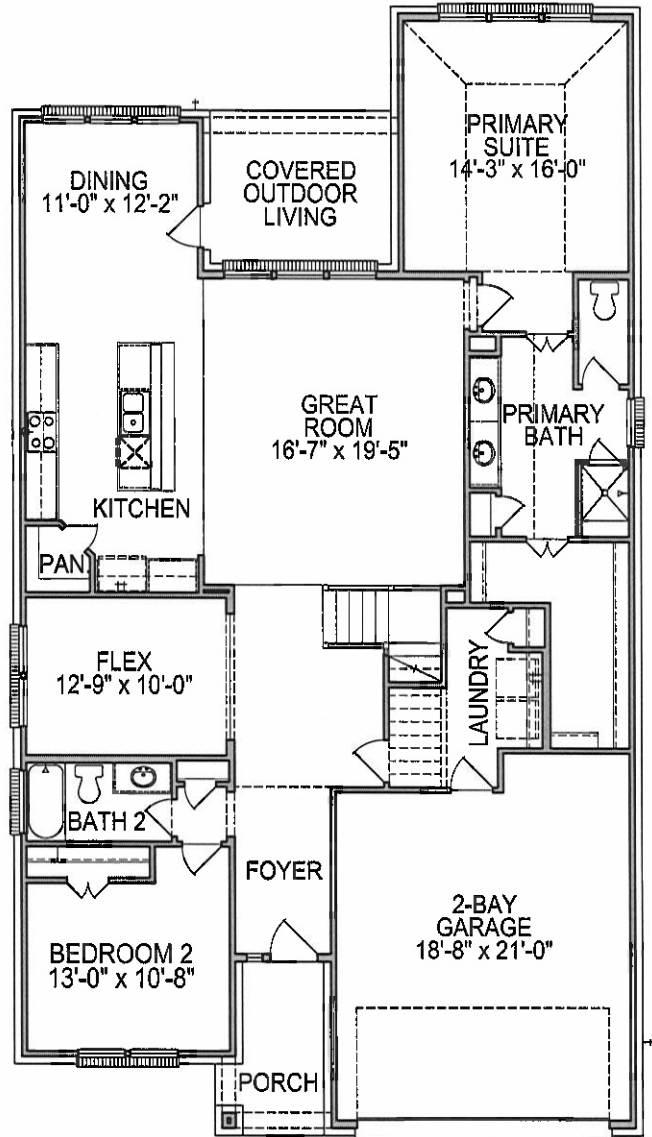 PRIMARY
SUITE
14'-3" x 16'-0"
DINING
11'-0" x 12'-2"
COVERED
OUTDOOR
LIVING
GREAT
ROOM
16'-7" x 19'-5"
PRIMARY
BATH
KITCHEN
PAN.
FLEX
12'-9" x 10'-0"
LAUNDRY
BATH 2
FOYER
2-BAY
GARAGE
18'-8" x 21'-0"
BEDROOM 2
13'-0" x 10'-8"
PORCH